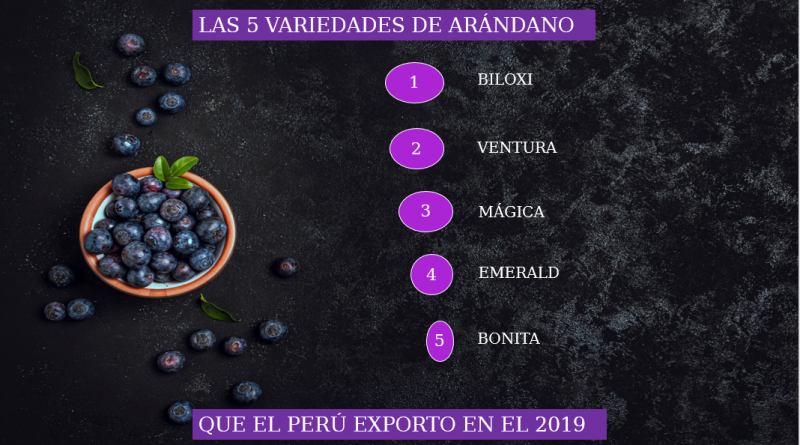 LAS 5 VARIEDADES DE ARÁNDANO
1 BILOXI
2 VENTURA
3 MÁGICA
4 EMERALD
5 BONITA
QUE EL PERÚ EXPORTO EN EL 2019